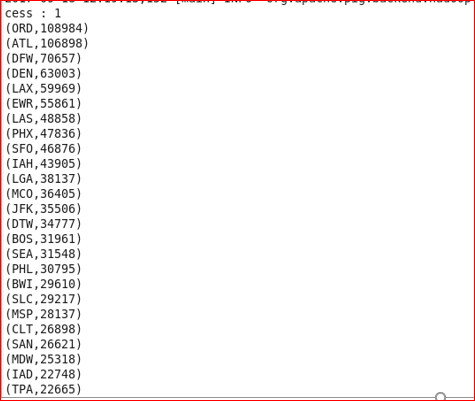 cess : 1
(ORD,108984)
(ATL,106898)
(DFW,70657)
(DEN,63003)
(LAX,59969)
(EWR,55861)
(LAS,48858)
(PHX,47836)
(SFO,46876)
(IAH,43905)
(LGA,38137)
(MCO,36405)
(JFK,35506)
(DTW,34777)
(BOS,31961)
(SEA,31548)
(PHL,30795)
(BWI,29610)
(SLC,29217)
(MSP,28137)
(CLT,26898)
(SAN,26621)
(MDW,25318)
(IAD,22748)
(TPA,22665)